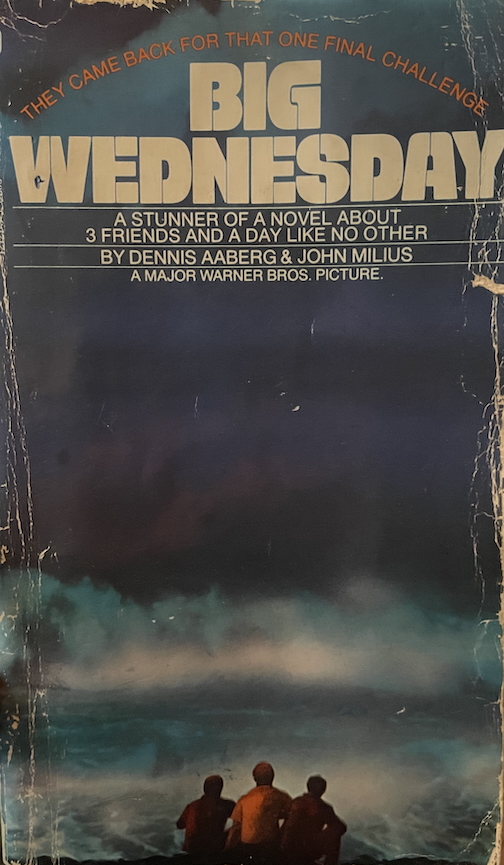 THEY CAME BACK FOR THAT ONE FINAL CHALLENGE
BIG
WEDNESDAY
A STUNNER OF A NOVEL ABOUT
3 FRIENDS AND A DAY LIKE NO OTHER
BY DENNIS AABERG & JOHN MILIUS
A MAJOR WARNER BROS. PICTURE.